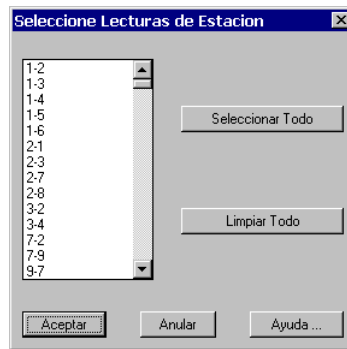 Seleccione Lecturas de Estacion
1-2
1-3
1-4
1-5
1-6
2-1
2-3
2-7
2-8
3-2
3-4
7-2
7-9
9-7
Seleccionar Todo
Limpiar Todo
Aceptar
Anular
Ayuda ...